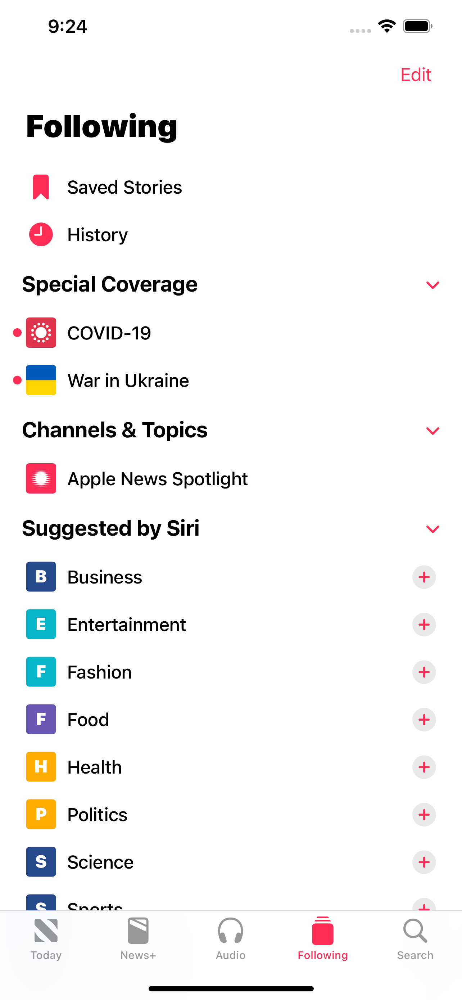 9:24
Edit
Following
Saved Stories
History
Special Coverage
COVID-19
War in Ukraine
Channels & Topics
Apple News Spotlight
Suggested by Siri
B Business
E Entertainment
F Fashion
F Food
H Health
P Politics
S Science
S Sports
Today News+ Audio Following Search